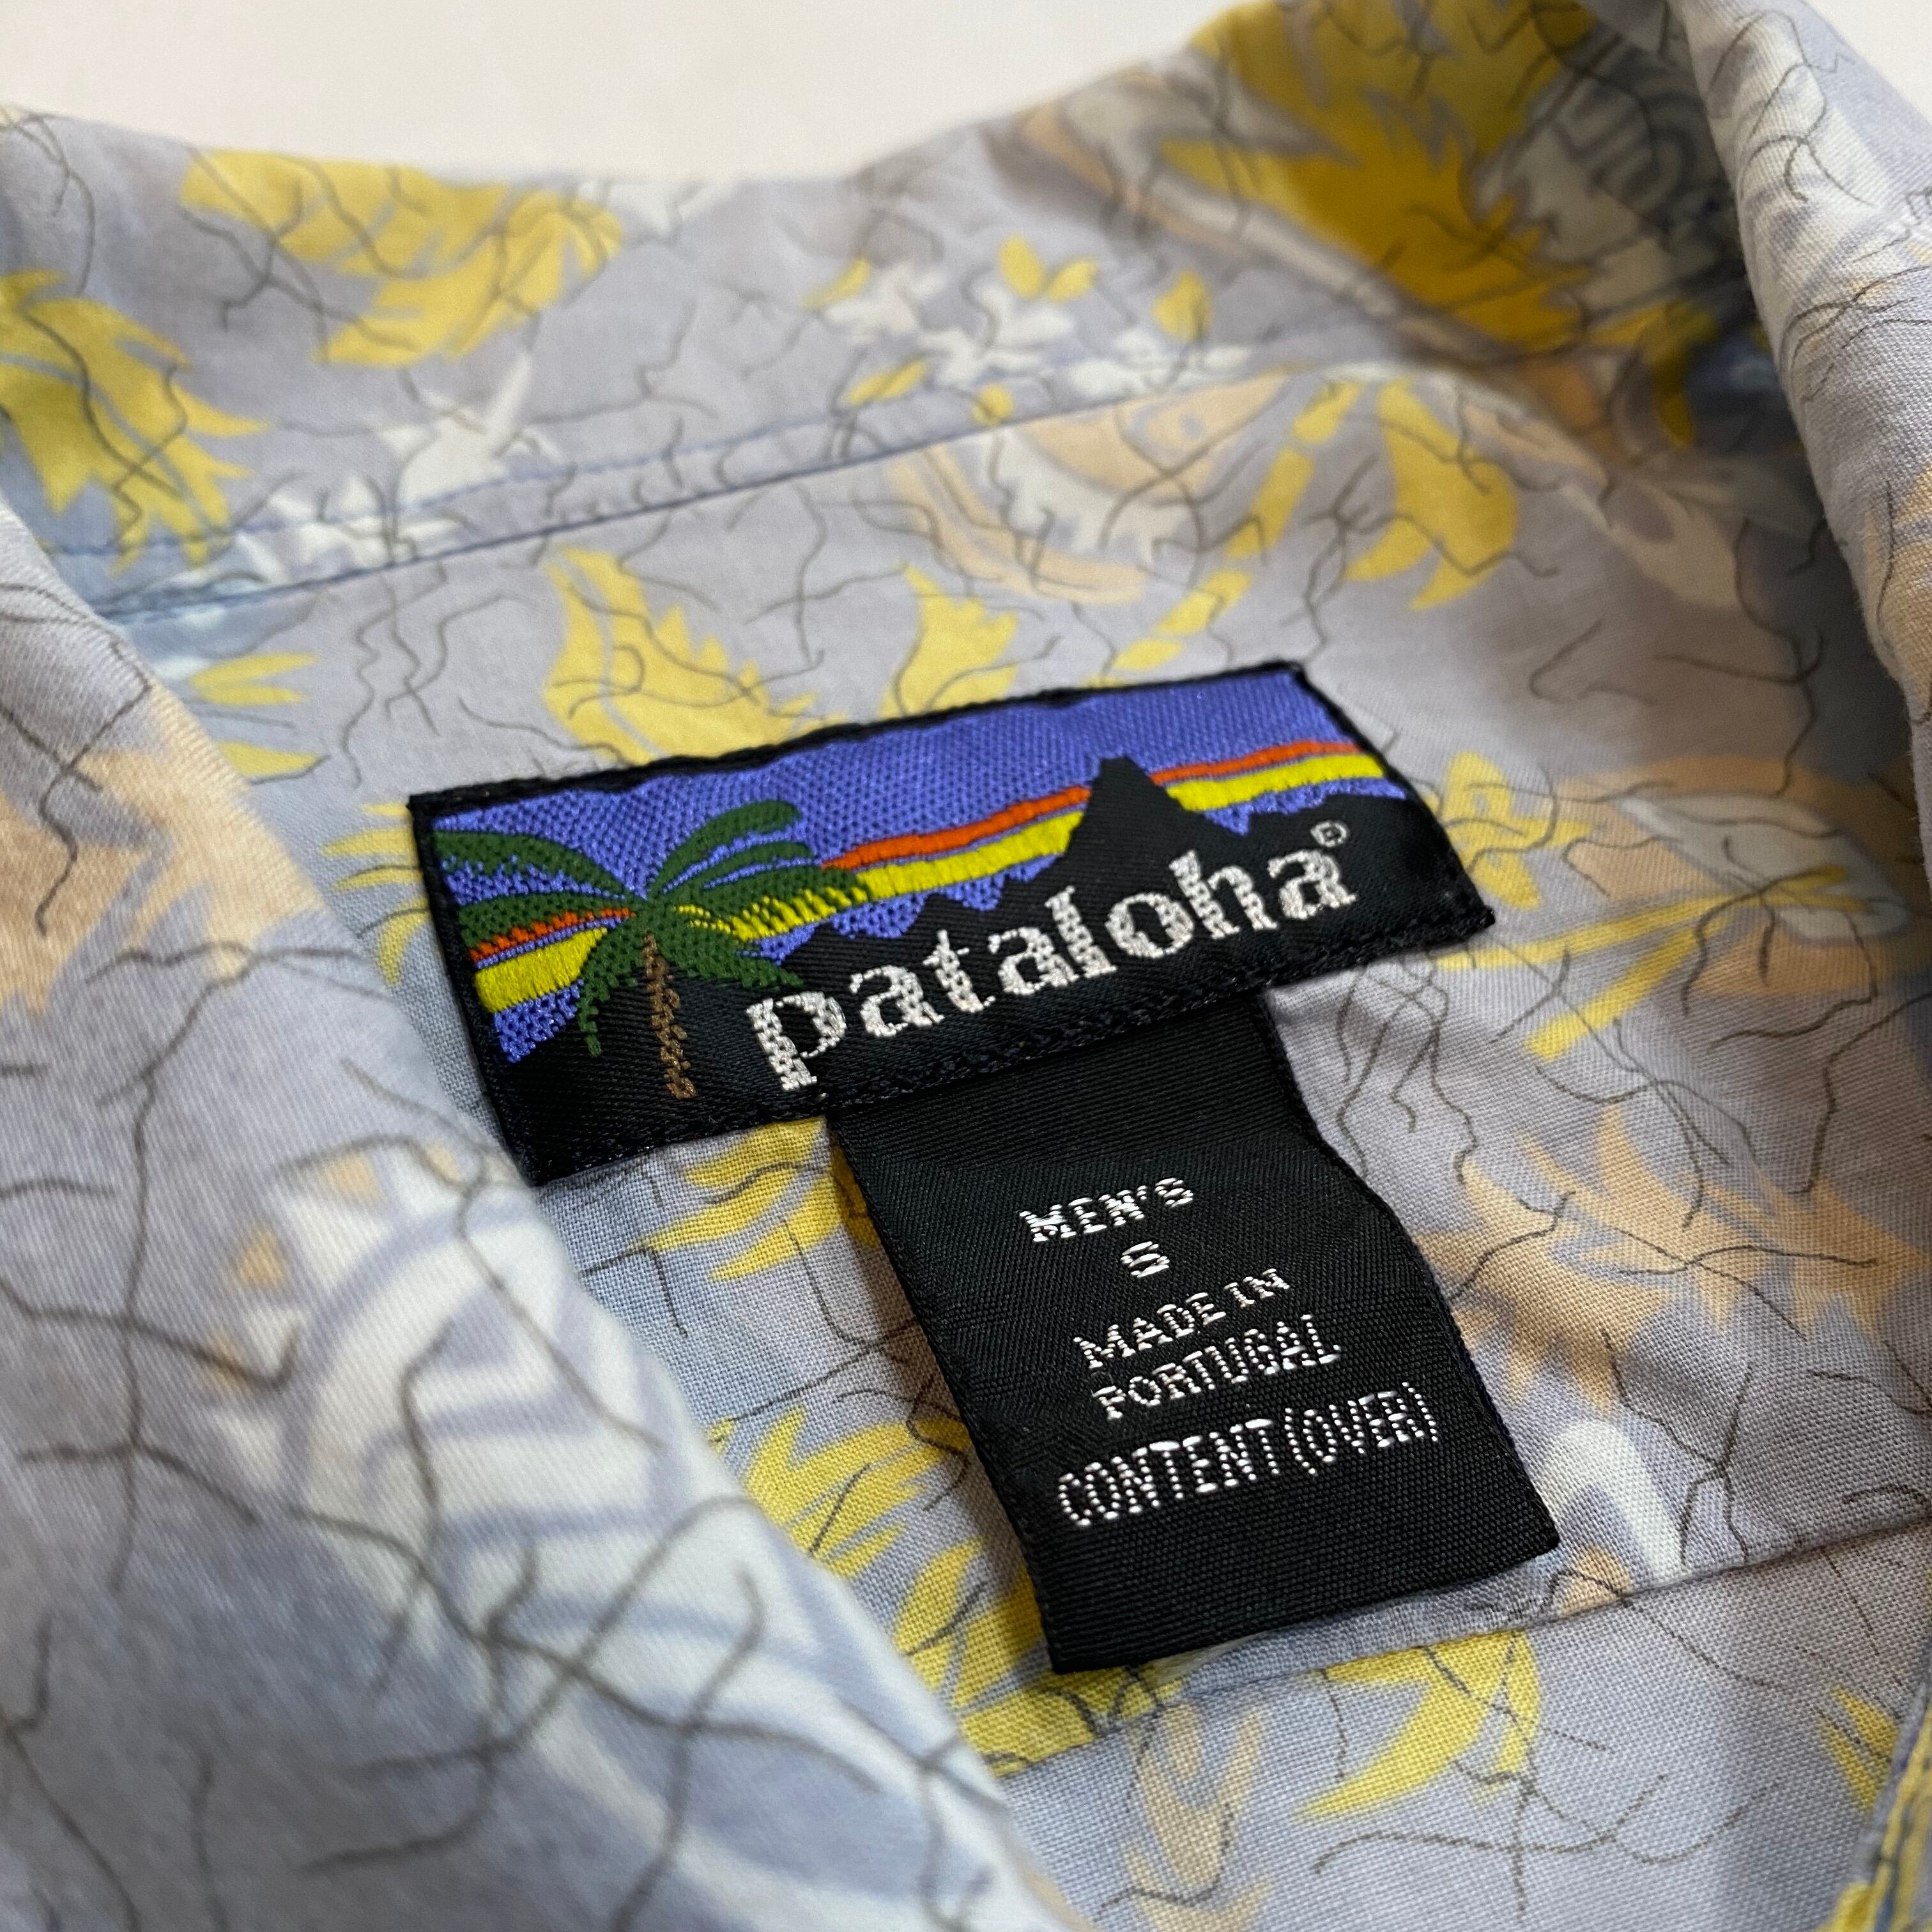 pataloha®
MEN'S
S
MADE IN
PORTUGAL
CONTENT (OVER)